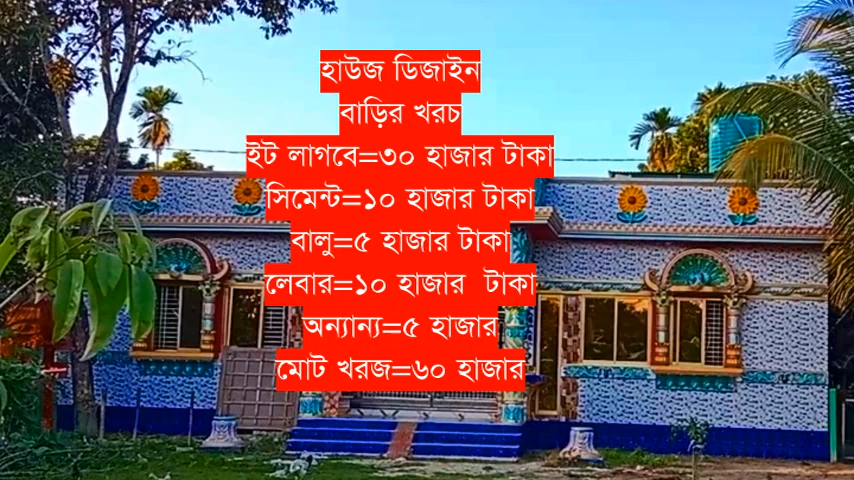 হাউজ ডিজাইন
বাড়ির খরচ
ইট লাগবে=৩০ হাজার টাকা
সিমেন্ট=১০ হাজার টাকা
বালু=৫ হাজার টাকা
লেবার=১০ হাজার টাকা
অন্যান্য=৫ হাজার
মোট খরজ=৬০ হাজার